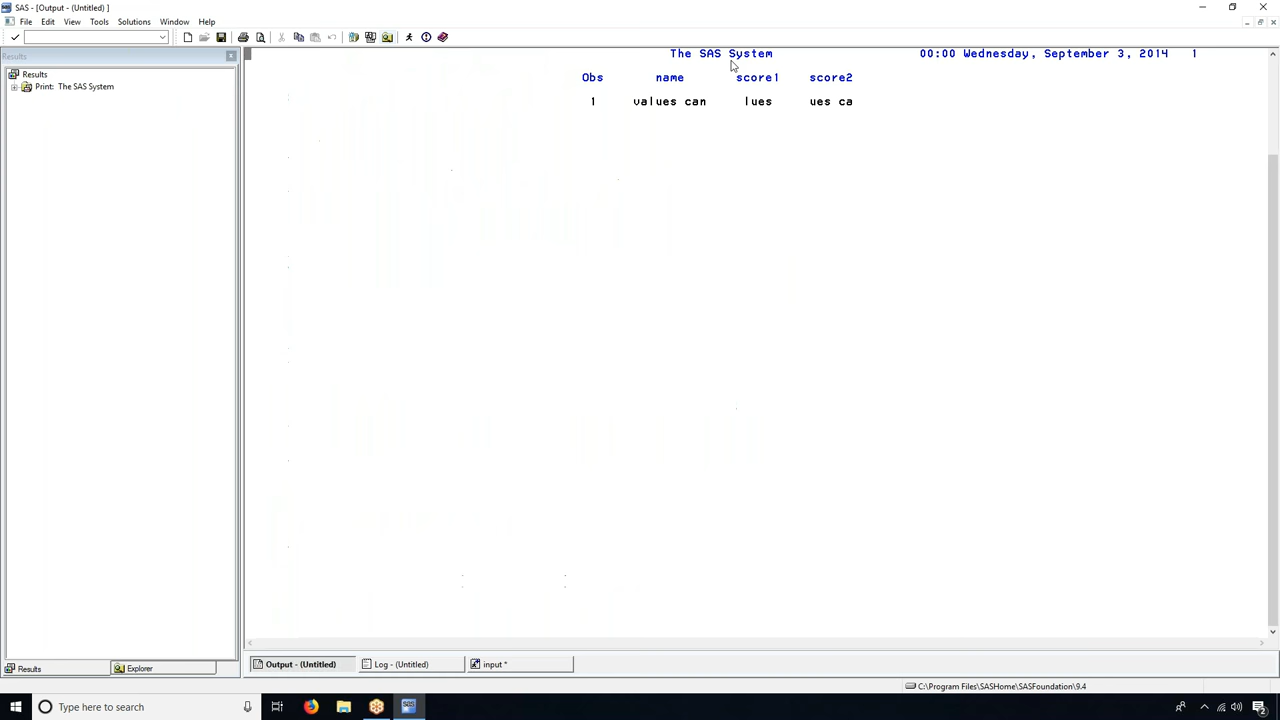 SAS - [Output - (Untitled) ]
File Edit View Tools Solutions Window Help
Results
Results
Print: The SAS System
The SAS System 00:00 Wednesday, September 3, 2014 1
Obs name score1 score2
1 values can lues ues ca
Results Explorer
Output - (Untitled) Log - (Untitled) input *
C:\Program Files\SASHome\SASFoundation\9.4
Type here to search